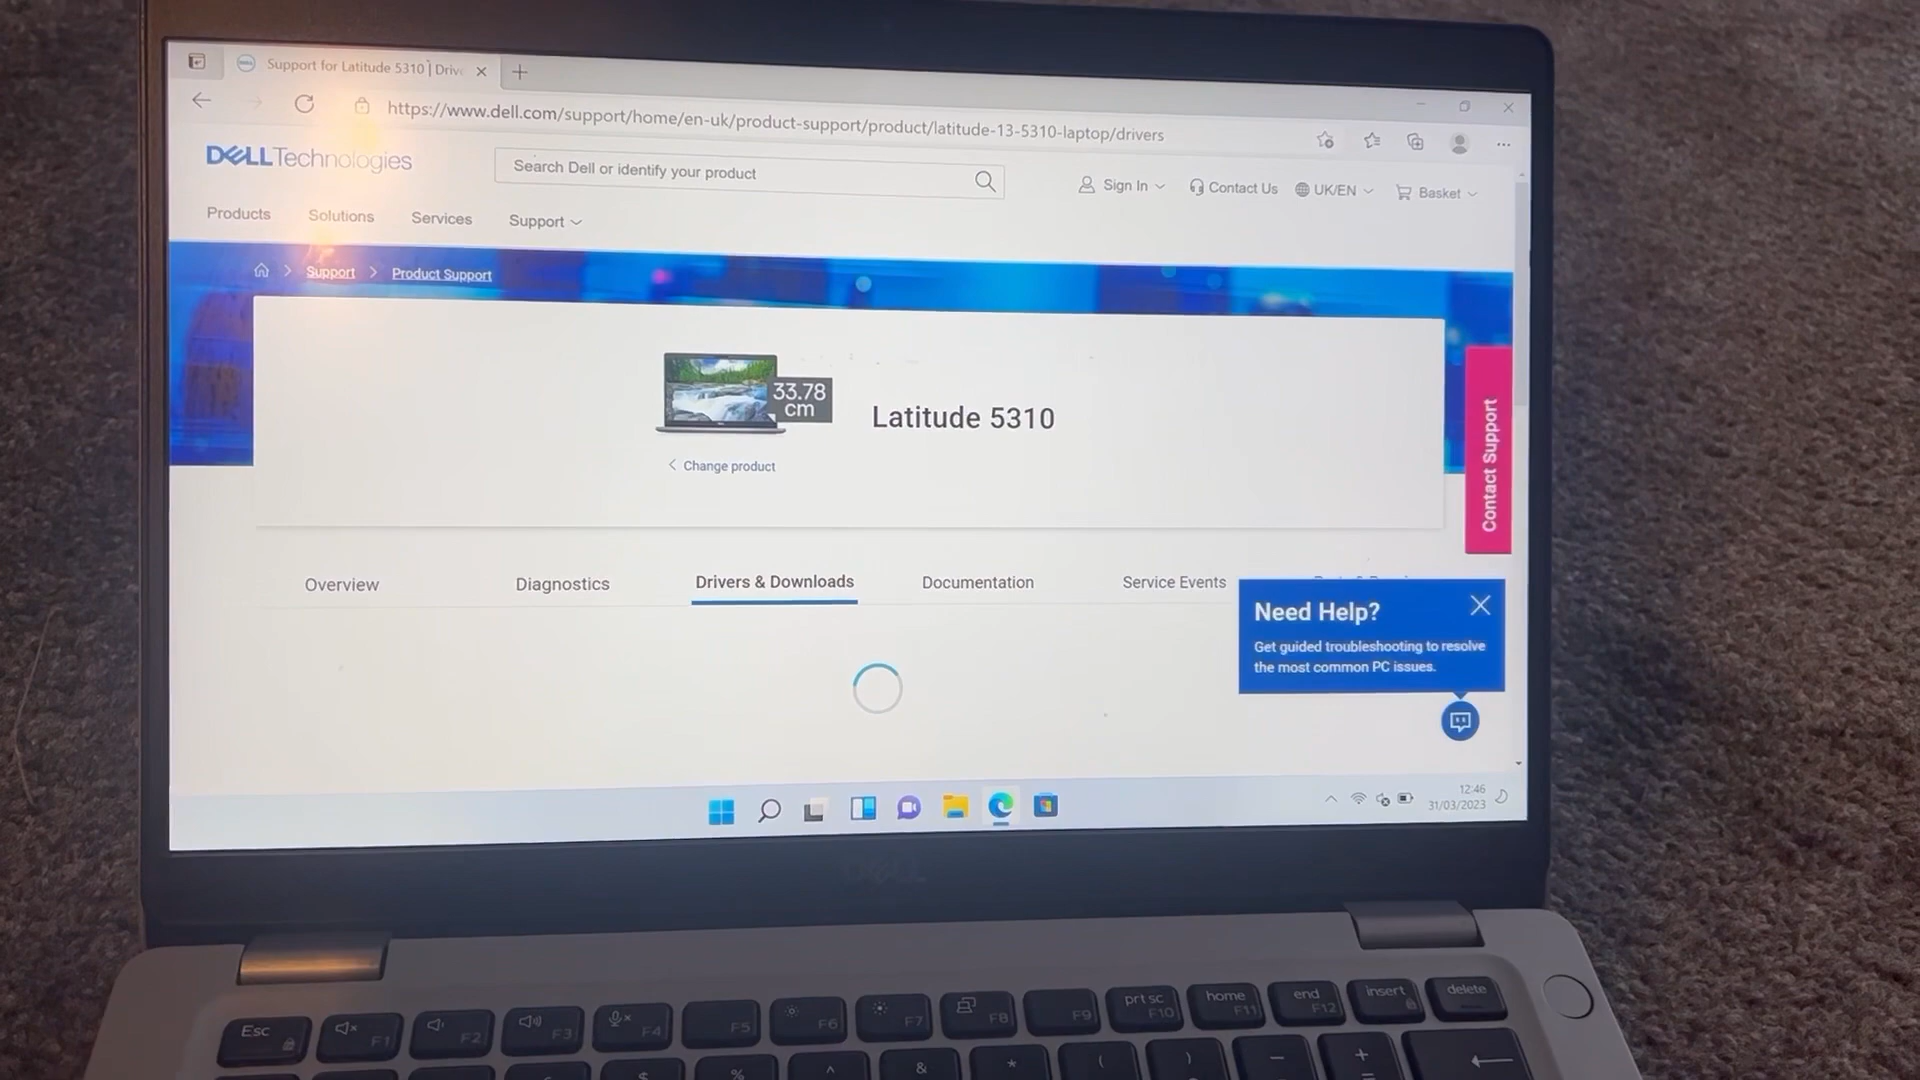 Support for Latitude 5310 | Drive
https://www.dell.com/support/home/en-uk/product-support/product/latitude-13-5310-laptop/drivers
DELL Technologies
Search Dell or identify your product
Sign In
Contact Us
UK/EN
Basket
Products
Solutions
Services
Support
Support
Product Support
33.78
cm
Latitude 5310
Change product
Contact Support
Overview
Diagnostics
Drivers & Downloads
Documentation
Service Events
Need Help?
Get guided troubleshooting to resolve
the most common PC issues.
12:46
31/03/2023
DELL
Esc
F1
F2
F3
F4
F5
F6
F7
F8
F9
prt sc
F10
home
F11
end
F12
insert
delete
$
%
^
&
*
(
)
–
+
=